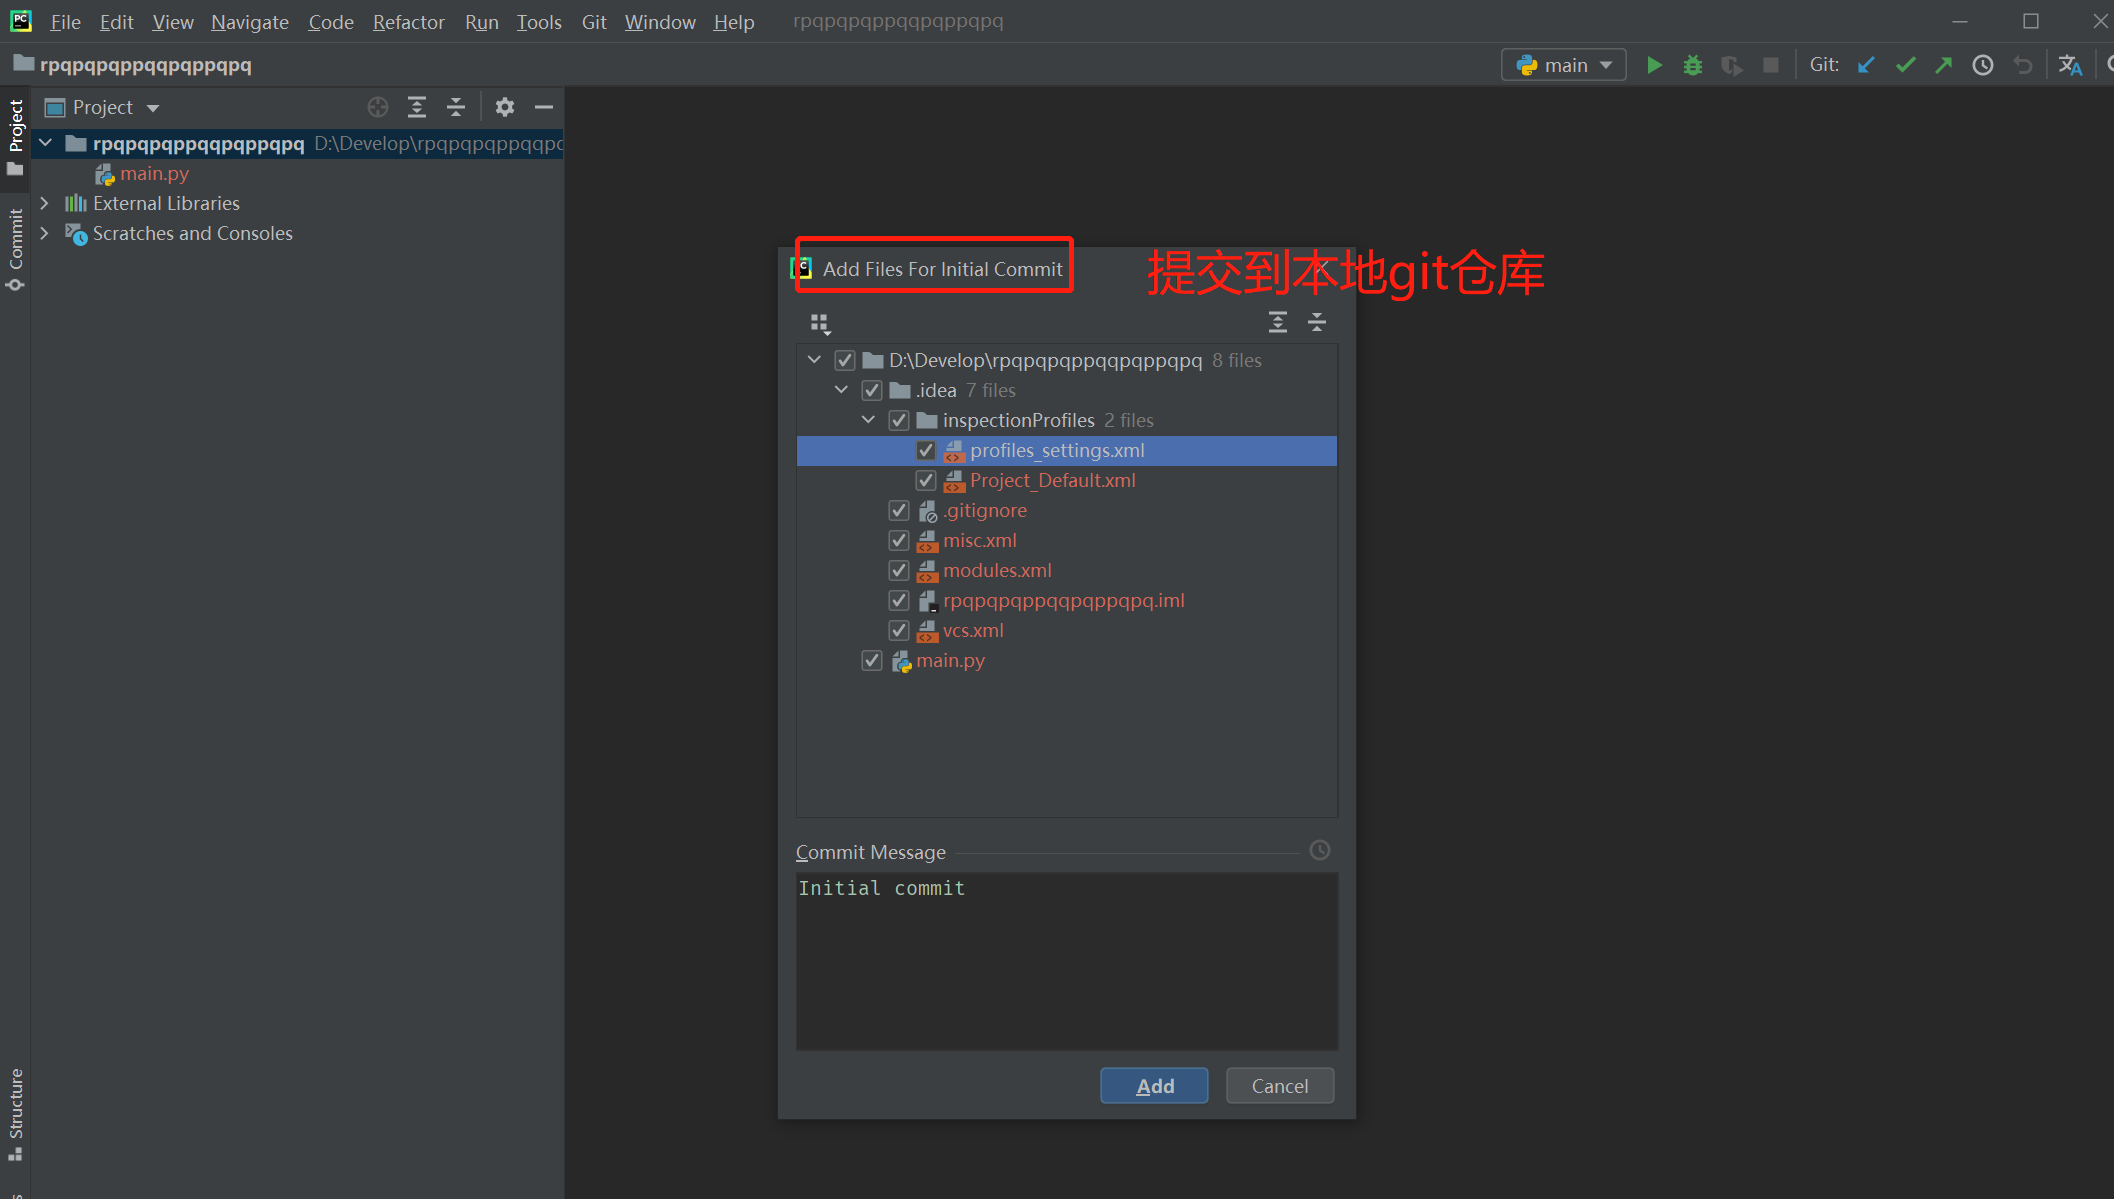 File Edit View Navigate Code Refactor Run Tools Git Window Help rpqpqpqppqqpqppqpq
rpqpqpqppqqpqppqpq main Git:
Project
rpqpqpqppqqpqppqpq D:\Develop\rpqpqpqppqqpq
main.py
External Libraries
Scratches and Consoles
Project
Commit
Structure
Add Files For Initial Commit
提交到本地git仓库
D:\Develop\rpqpqpqppqqpqppqpq 8 files
.idea 7 files
inspectionProfiles 2 files
profiles_settings.xml
Project_Default.xml
.gitignore
misc.xml
modules.xml
rpqpqpqppqqpqppqpq.iml
vcs.xml
main.py
Commit Message
Initial commit
Add Cancel